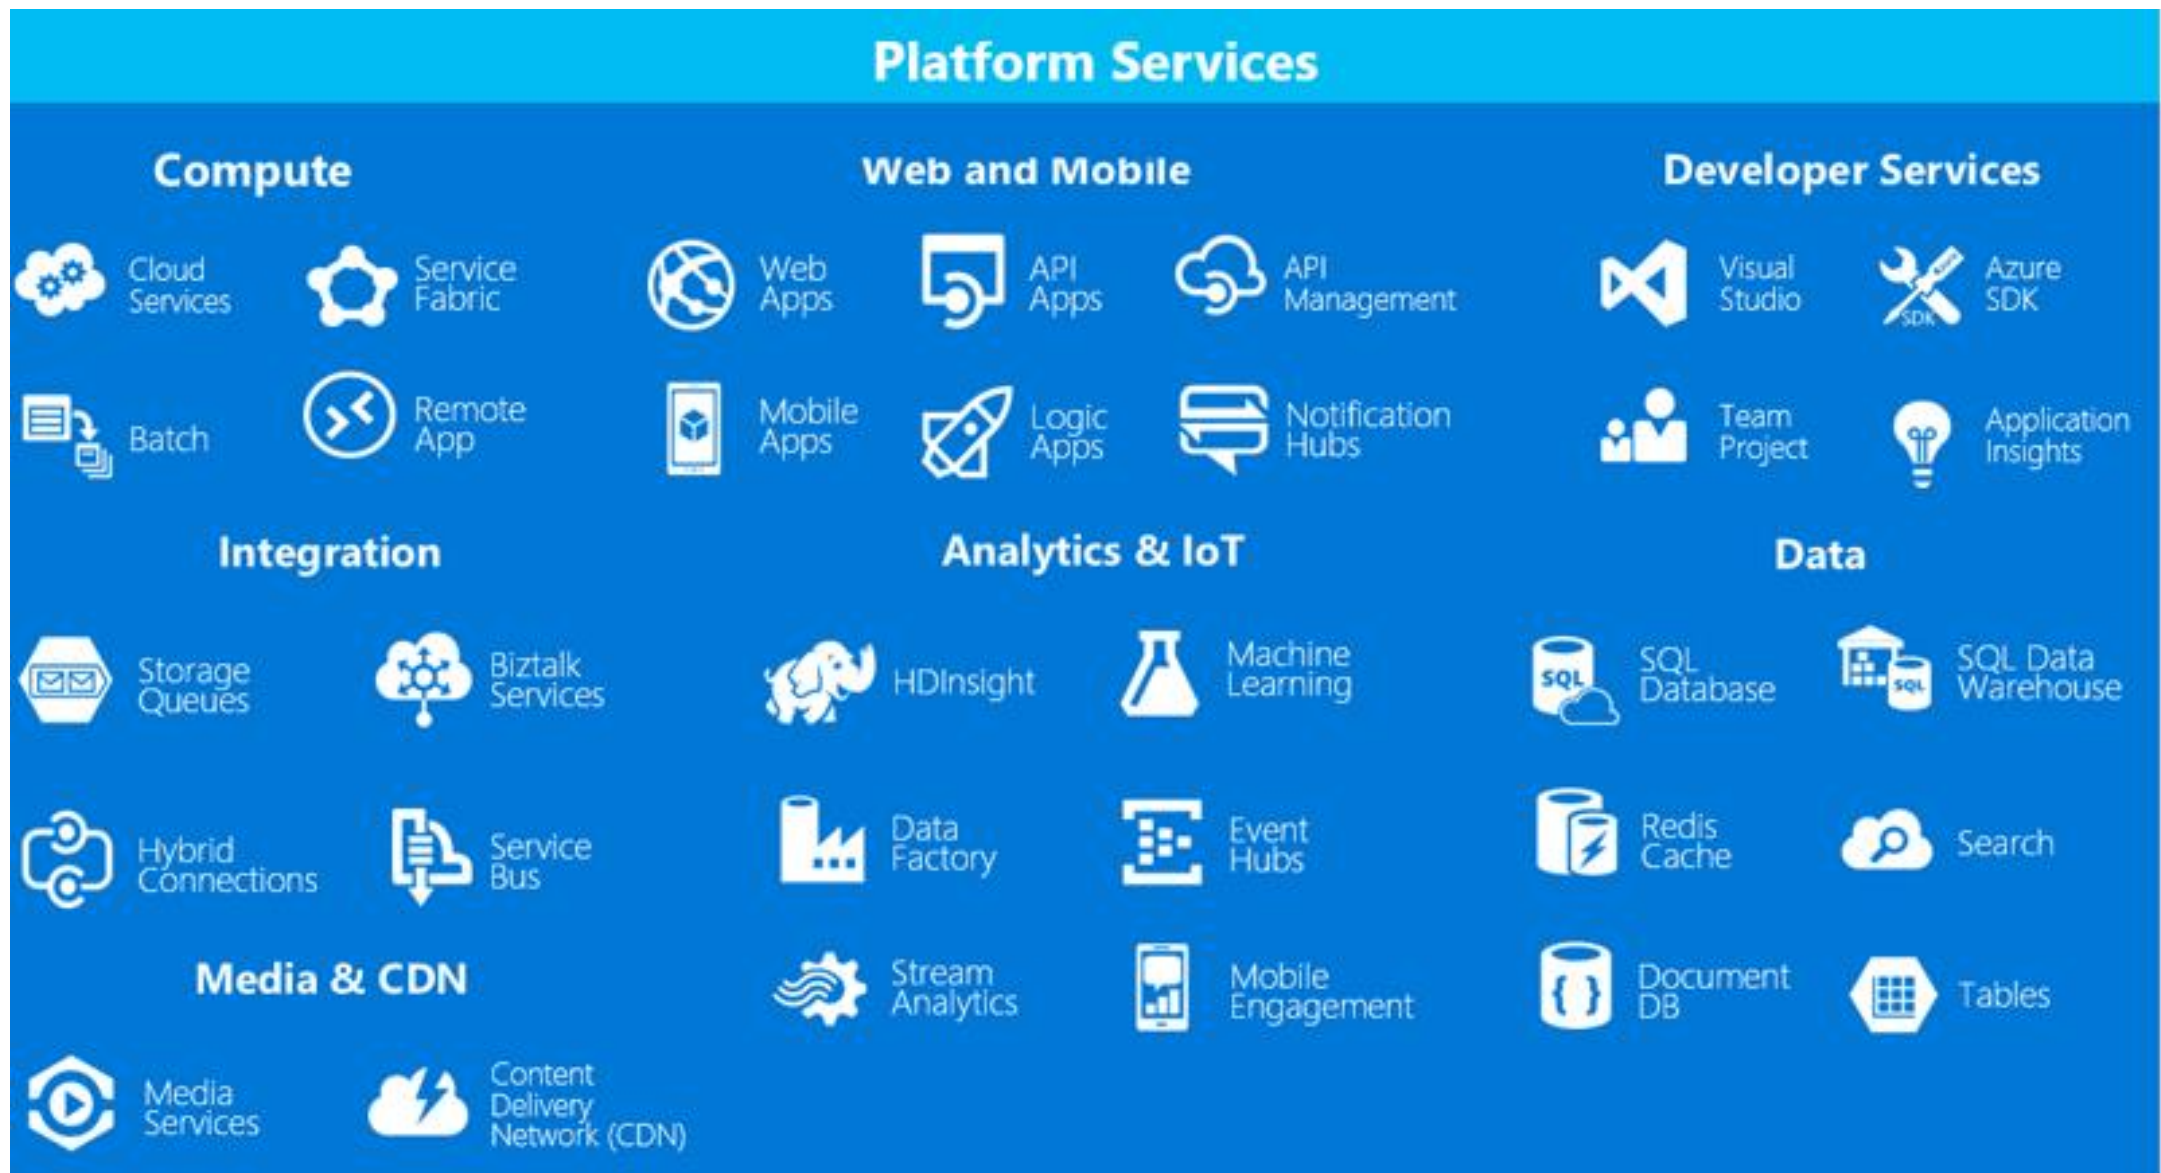 Platform Services
Compute
Cloud
Services
Service
Fabric
Batch
Remote
App
Web and Mobile
Web
Apps
API
Apps
API
Management
Mobile
Apps
Logic
Apps
Notification
Hubs
Developer Services
Visual
Studio
SDK
Azure
SDK
Team
Project
Application
Insights
Integration
Storage
Queues
Biztalk
Services
Hybrid
Connections
Service
Bus
Analytics & IoT
HDInsight
Machine
Learning
Data
Factory
Event
Hubs
Stream
Analytics
Mobile
Engagement
Data
SQL
SQL
Database
SQL
SQL Data
Warehouse
Redis
Cache
Search
{ }
Document
DB
Tables
Media & CDN
Media
Services
Content
Delivery
Network (CDN)